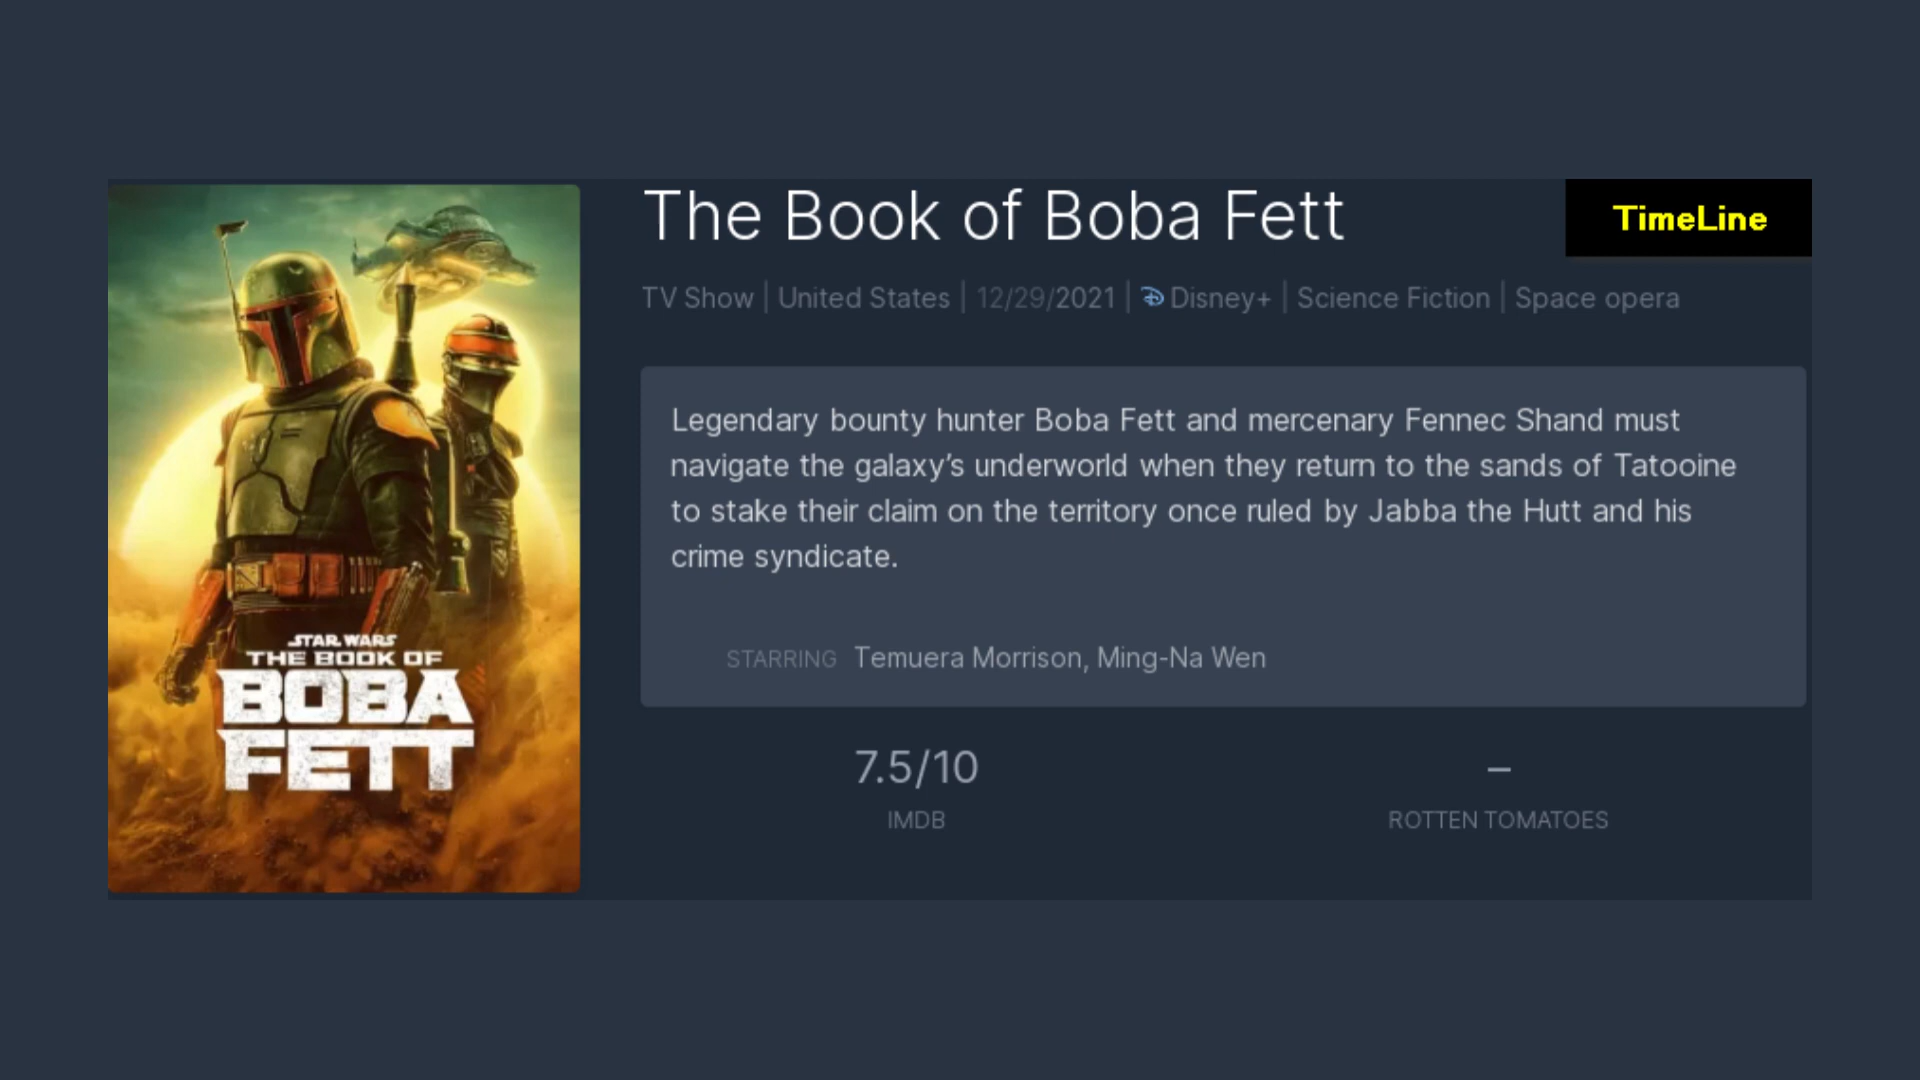 The Book of Boba Fett
TimeLine
TV Show | United States | 12/29/2021 | Disney+ | Science Fiction | Space opera
Legendary bounty hunter Boba Fett and mercenary Fennec Shand must
navigate the galaxy’s underworld when they return to the sands of Tatooine
to stake their claim on the territory once ruled by Jabba the Hutt and his
crime syndicate.
STARRING Temuera Morrison, Ming-Na Wen
7.5/10
IMDB
–
ROTTEN TOMATOES
STAR WARS
THE BOOK OF
BOBA
FETT